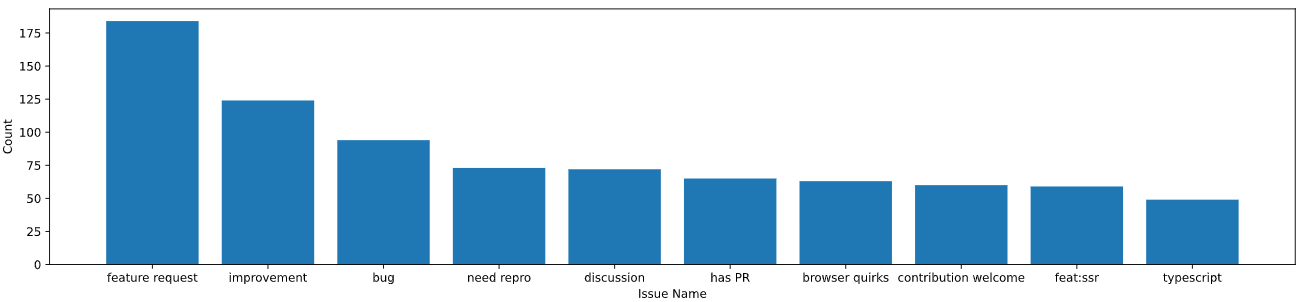 Count
175
150
125
100
75
50
25
0
feature request improvement bug need repro discussion has PR browser quirks contribution welcome feat:ssr typescript
Issue Name